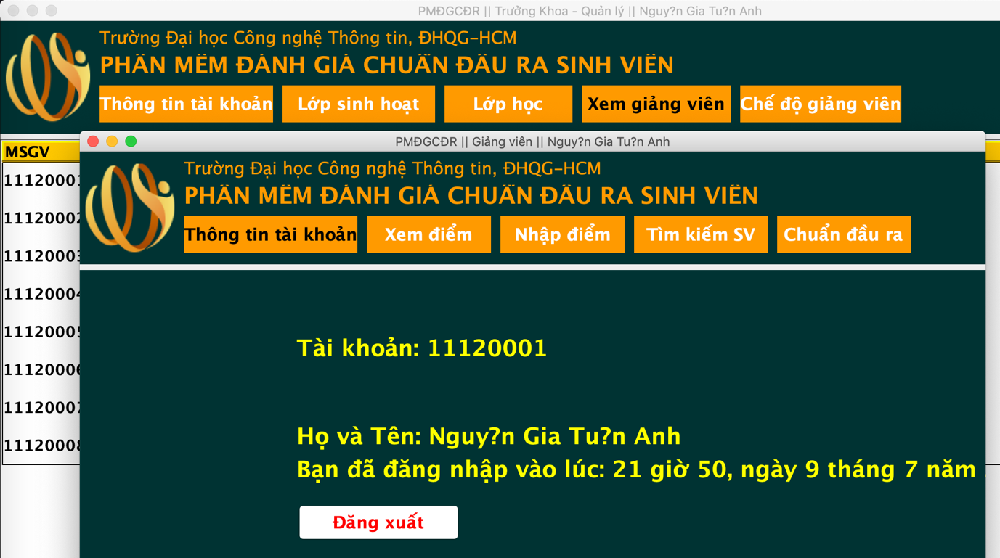 PMĐGCĐR || Trưởng Khoa - Quản lý || Nguy?n Gia Tu?n Anh
Trường Đại học Công nghệ Thông tin, ĐHQG-HCM
PHẦN MỀM ĐÁNH GIÁ CHUẨN ĐẦU RA SINH VIÊN
Thông tin tài khoản
Lớp sinh hoạt
Lớp học
Xem giảng viên
Chế độ giảng viên
MSGV
11120001
11120002
11120003
11120004
11120005
11120006
11120007
11120008
PMĐGCĐR || Giảng viên || Nguy?n Gia Tu?n Anh
Trường Đại học Công nghệ Thông tin, ĐHQG-HCM
PHẦN MỀM ĐÁNH GIÁ CHUẨN ĐẦU RA SINH VIÊN
Thông tin tài khoản
Xem điểm
Nhập điểm
Tìm kiếm SV
Chuẩn đầu ra
Tài khoản: 11120001
Họ và Tên: Nguy?n Gia Tu?n Anh
Bạn đã đăng nhập vào lúc: 21 giờ 50, ngày 9 tháng 7 năm
Đăng xuất